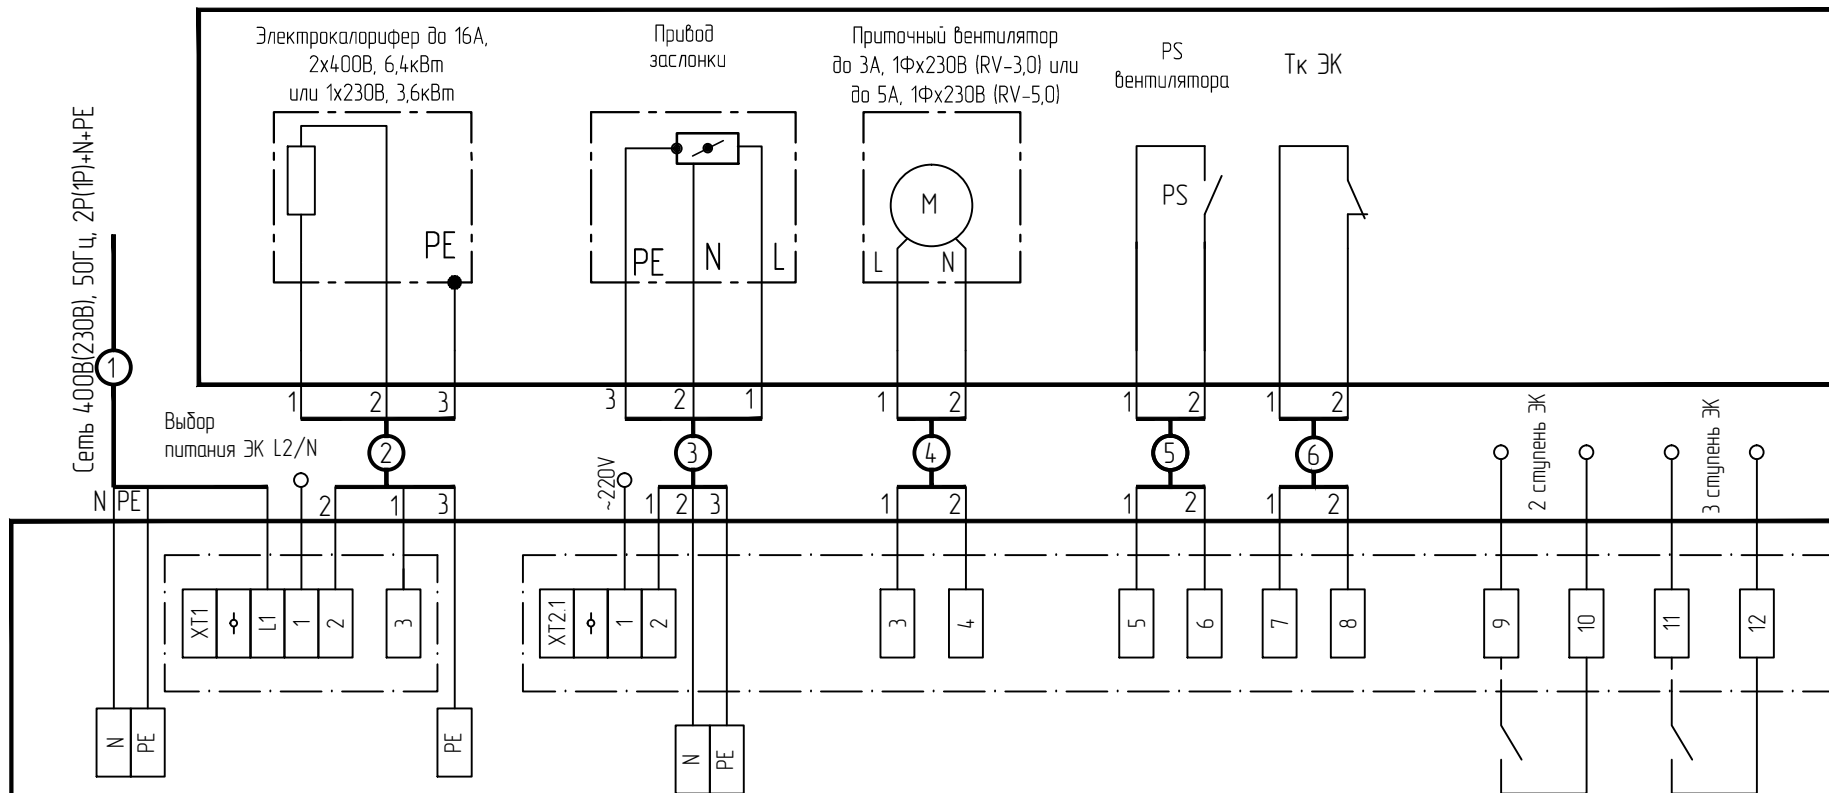 Электрокалорифер до 16А,
2х400В, 6,4кВт
или 1х230В, 3,6кВт
Привод
заслонки
Приточный вентилятор
до 3А, 1Фх230В (RV-3,0) или
до 5А, 1Фх230В (RV-5,0)
PS
вентилятора
Тк ЭК
Сеть 400В(230В), 50Гц, 2Р(1Р)+N+PE
PE
PE
N
L
M
L
N
PS
1
1
2
3
3
2
1
1
2
1
2
1
2
Выбор
питания ЭК L2/N
2
3
4
5
6
~220V
2 ступень ЭК
3 ступень ЭК
N
PE
2
1
3
1
2
3
1
2
1
2
1
2
XT1
L1
1
2
3
XT2.1
1
2
3
4
5
6
7
8
9
10
11
12
N
PE
PE
N
PE